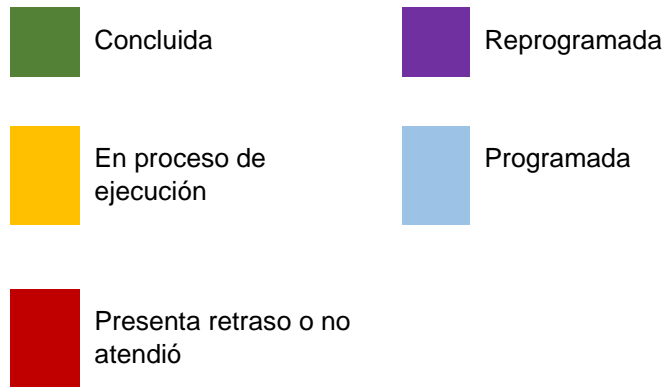 Concluida
Reprogramada
En proceso de
ejecución
Programada
Presenta retraso o no
atendió